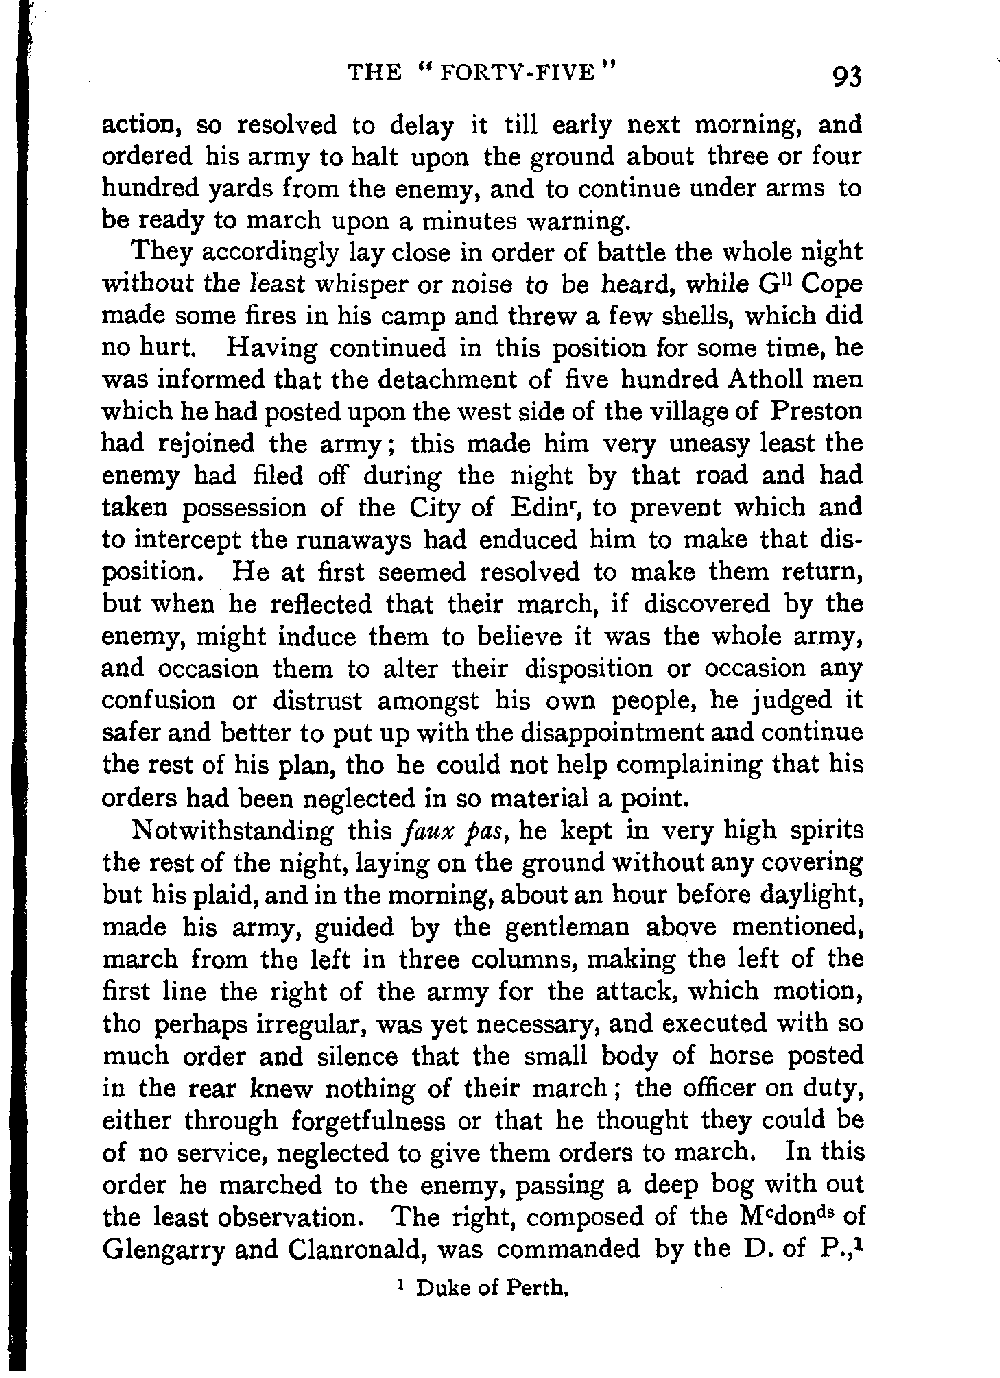 THE “ FORTY-FIVE ” 93
action, so resolved to delay it till early next morning, and
ordered his army to halt upon the ground about three or four
hundred yards from the enemy, and to continue under arms to
be ready to march upon a minutes warning.
They accordingly lay close in order of battle the whole night
without the least whisper or noise to be heard, while Gˡˡ Cope
made some fires in his camp and threw a few shells, which did
no hurt. Having continued in this position for some time, he
was informed that the detachment of five hundred Atholl men
which he had posted upon the west side of the village of Preston
had rejoined the army; this made him very uneasy least the
enemy had filed off during the night by that road and had
taken possession of the City of Edinʳ, to prevent which and
to intercept the runaways had enduced him to make that dis-
position. He at first seemed resolved to make them return,
but when he reflected that their march, if discovered by the
enemy, might induce them to believe it was the whole army,
and occasion them to alter their disposition or occasion any
confusion or distrust amongst his own people, he judged it
safer and better to put up with the disappointment and continue
the rest of his plan, tho he could not help complaining that his
orders had been neglected in so material a point.
Notwithstanding this faux pas, he kept in very high spirits
the rest of the night, laying on the ground without any covering
but his plaid, and in the morning, about an hour before daylight,
made his army, guided by the gentleman above mentioned,
march from the left in three columns, making the left of the
first line the right of the army for the attack, which motion,
tho perhaps irregular, was yet necessary, and executed with so
much order and silence that the small body of horse posted
in the rear knew nothing of their march; the officer on duty,
either through forgetfulness or that he thought they could be
of no service, neglected to give them orders to march. In this
order he marched to the enemy, passing a deep bog with out
the least observation. The right, composed of the Mᶜdonᵈˢ of
Glengarry and Clanronald, was commanded by the D. of P.,¹
¹ Duke of Perth.